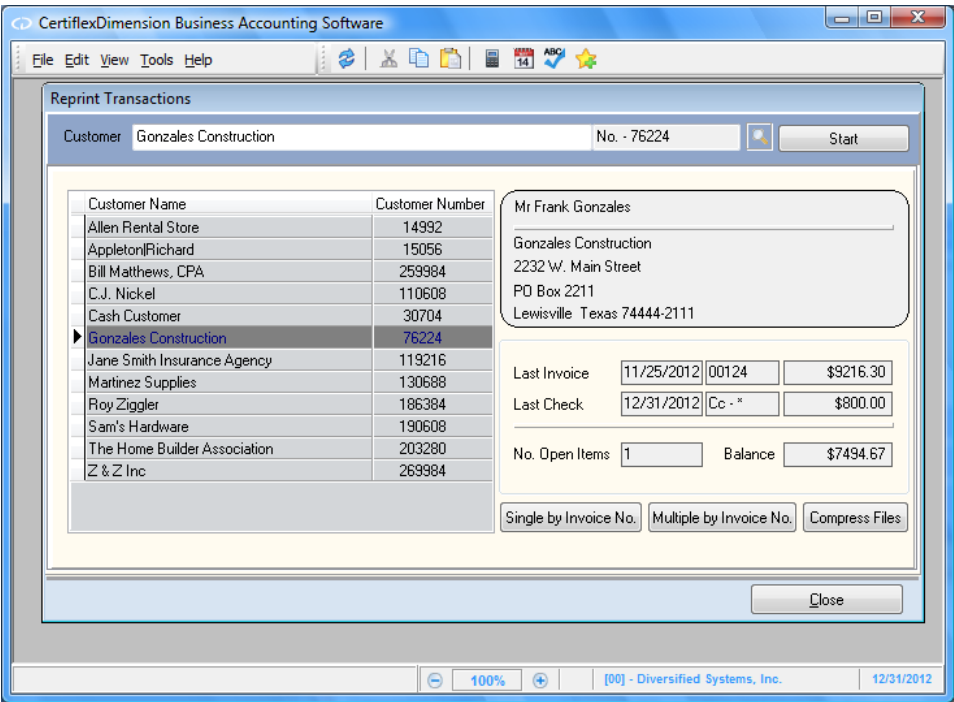 CertiflexDimension Business Accounting Software
File Edit View Tools Help
14 ABC
Reprint Transactions
Customer Gonzales Construction No. - 76224 Start
Customer Name Customer Number
Allen Rental Store 14992
Appleton|Richard 15056
Bill Matthews, CPA 259984
C.J. Nickel 110608
Cash Customer 30704
Gonzales Construction 76224
Jane Smith Insurance Agency 119216
Martinez Supplies 130688
Roy Ziggler 186384
Sam's Hardware 190608
The Home Builder Association 203280
Z & Z Inc 269984
Mr Frank Gonzales
Gonzales Construction
2232 W. Main Street
PO Box 2211
Lewisville Texas 74444-2111
Last Invoice 11/25/2012 00124 $9216.30
Last Check 12/31/2012 Cc - * $800.00
No. Open Items 1 Balance $7494.67
Single by Invoice No. Multiple by Invoice No. Compress Files
Close
100% [00] - Diversified Systems, Inc. 12/31/2012